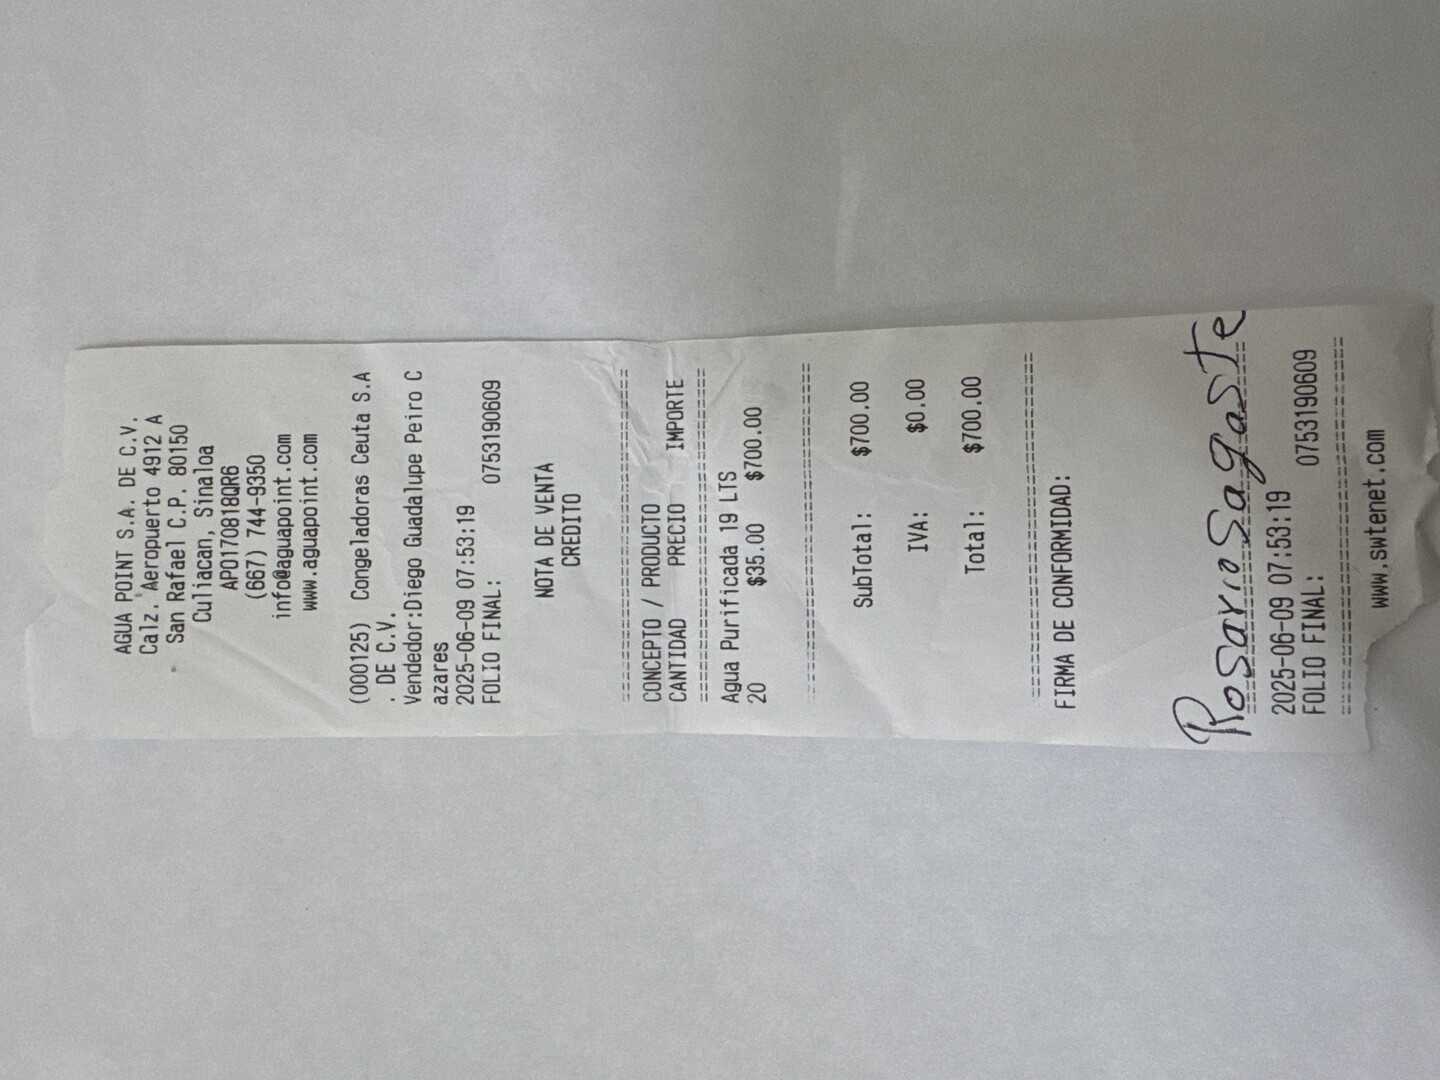 AGUA POINT S.A. DE C.V.
Calz. Aeropuerto 4912 A
San Rafael C.P. 80150
Culiacan, Sinaloa
APO170818QR6
(667) 744-9350
info@aguapoint.com
www.aguapoint.com
(000125) Congeladoras Ceuta S.A
. DE C.V.
Vendedor:Diego Guadalupe Peiro C
azares
2025-06-09 07:53:19
FOLIO FINAL: 0753190609
NOTA DE VENTA
CREDITO
================================
CONCEPTO / PRODUCTO
CANTIDAD PRECIO IMPORTE
================================
Agua Purificada 19 LTS
20 $35.00 $700.00
================================
SubTotal: $700.00
IVA: $0.00
Total: $700.00
================================
FIRMA DE CONFORMIDAD:
Rosario Sagaste
================================
2025-06-09 07:53:19
FOLIO FINAL: 0753190609
================================
www.swtenet.com